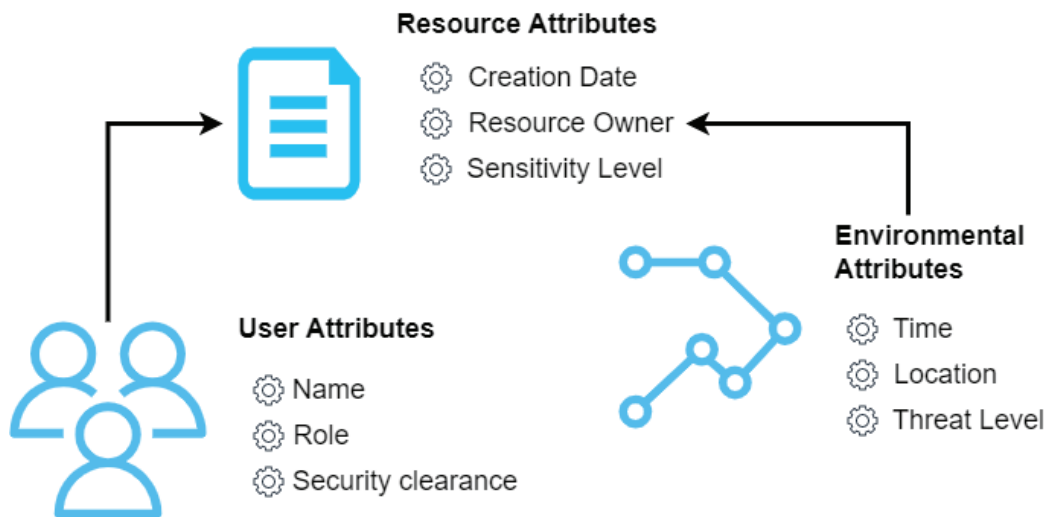 Resource Attributes
Creation Date
Resource Owner
Sensitivity Level
Environmental
Attributes
Time
Location
Threat Level
User Attributes
Name
Role
Security clearance